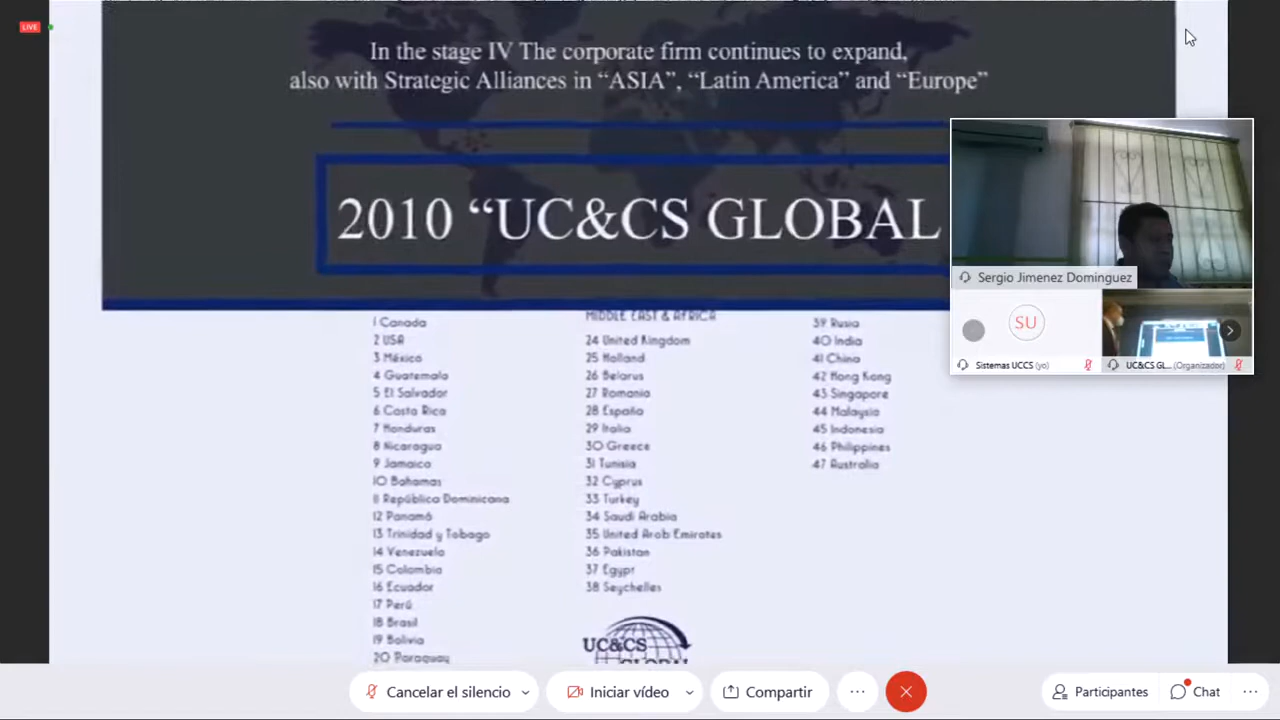 LIVE
In the stage IV The corporate firm continues to expand,
also with Strategic Alliances in “ASIA”, “Latin America” and “Europe”
2010 “UC&CS GLOBAL
1 Canada
2 USA
3 México
4 Guatemala
5 El Salvador
6 Costa Rica
7 Honduras
8 Nicaragua
9 Jamaica
10 Bahamas
11 República Dominicana
12 Panamá
13 Trinidad y Tobago
14 Venezuela
15 Colombia
16 Ecuador
17 Perú
18 Brasil
19 Bolivia
20 Paraguay
MIDDLE EAST & AFRICA
24 United Kingdom
25 Holland
26 Belarus
27 Romania
28 España
29 Italia
30 Greece
31 Tunisia
32 Cyprus
33 Turkey
34 Saudi Arabia
35 United Arab Emirates
36 Pakistan
37 Egypt
38 Seychelles
39 Rusia
40 India
41 China
42 Hong Kong
43 Singapore
44 Malaysia
45 Indonesia
46 Philippines
47 Australia
UC&CS
GLOBAL
Sergio Jimenez Dominguez
SU
Sistemas UCCS (yo)
UC&CS GL... (Organizador)
Cancelar el silencio
Iniciar vídeo
Compartir
Participantes
Chat